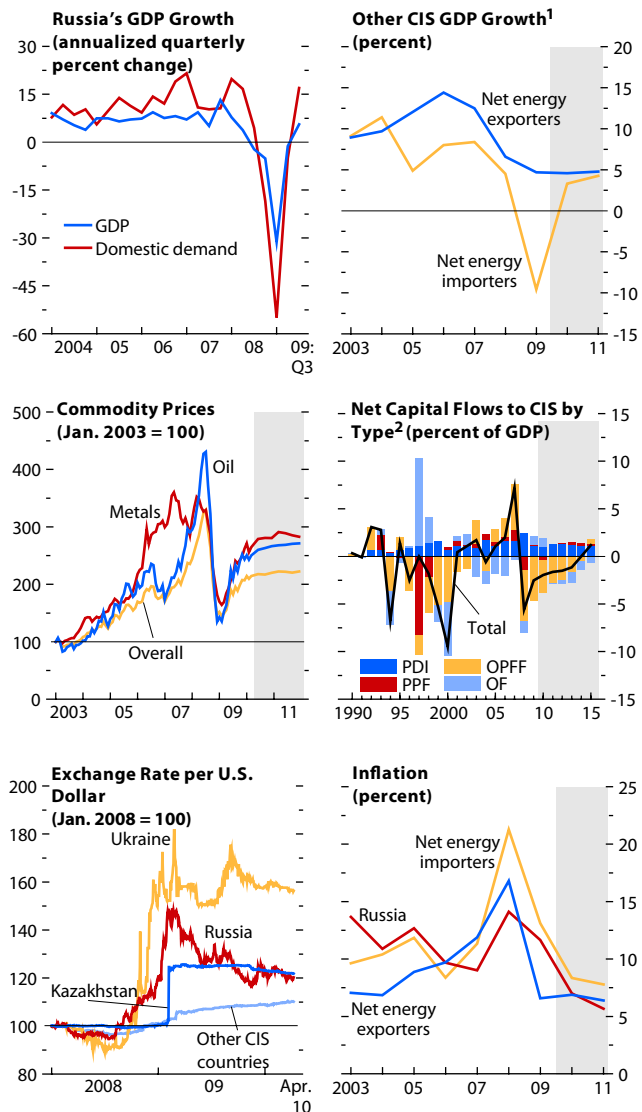 Russia's GDP Growth
(annualized quarterly
percent change)
30
15
0
-15
-30
-45
-60
GDP
Domestic demand
2004 05 06 07 08 09:
Q3
Other CIS GDP Growth1
(percent)
20
15
10
5
0
-5
-10
-15
Net energy
exporters
Net energy
importers
2003 05 07 09 11
Commodity Prices
(Jan. 2003 = 100)
500
400
300
200
100
0
Oil
Metals
Overall
2003 05 07 09 11
Net Capital Flows to CIS by
Type2 (percent of GDP)
15
10
5
0
-5
-10
-15
Total
PDI OPFF
PPF OF
1990 95 2000 05 10 15
Exchange Rate per U.S.
Dollar
(Jan. 2008 = 100)
200
180
160
140
120
100
80
Ukraine
Russia
Kazakhstan
Other CIS
countries
2008 09 Apr.
10
Inflation
(percent)
25
20
15
10
5
0
Net energy
importers
Russia
Net energy
exporters
2003 05 07 09 11